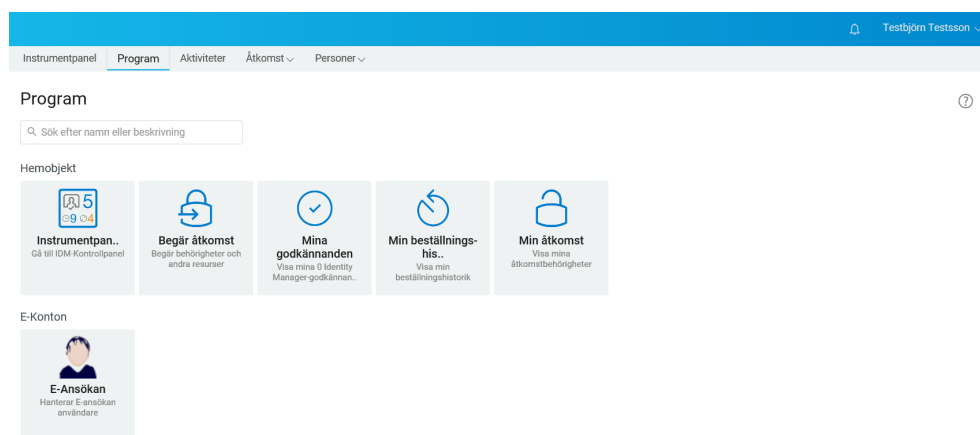 Testbjörn Testsson
Instrumentpanel Program Aktiviteter Åtkomst Personer
Program
Sök efter namn eller beskrivning
Hemobjekt
5
9 4
Instrumentpan..
Gå till IDM-Kontrollpanel
Begär åtkomst
Begär behörigheter och
andra resurser
Mina
godkännanden
Visa mina 0 Identity
Manager-godkännan..
Min beställnings-
his..
Visa min
beställningshistorik
Min åtkomst
Visa mina
åtkomstbehörigheter
E-Konton
E-Ansökan
Hanterar E-ansökan
användare